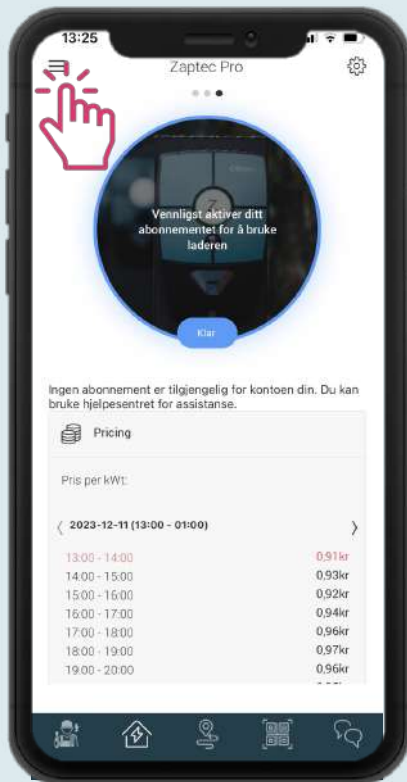 13:25
Zaptec Pro
Vennligst aktiver ditt
abonnementet for å bruke
laderen
Klar
Ingen abonnement er tilgjengelig for kontoen din. Du kan
bruke hjelpesentret for assistanse.
Pricing
Pris per kWt:
2023-12-11 (13:00 - 01:00)
13:00 - 14:00 0,91kr
14:00 - 15:00 0,93kr
15:00 - 16:00 0,92kr
16:00 - 17:00 0,94kr
17:00 - 18:00 0,96kr
18:00 - 19:00 0,97kr
19:00 - 20:00 0,96kr